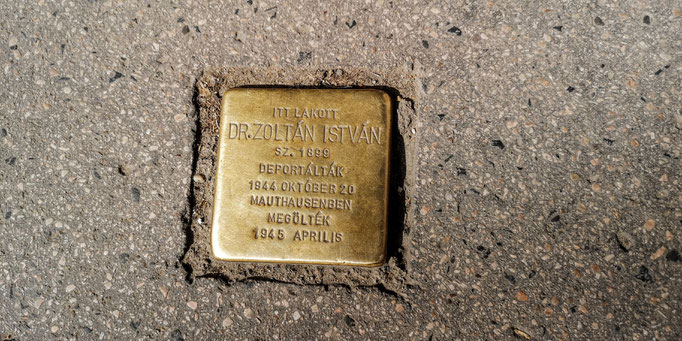 ITT LAKOTT
DR.ZOLTÁN ISTVÁN
SZ. 1899
DEPORTÁLTÁK
1944 OKTÓBER 20
MAUTHAUSENBEN
MEGÖLTÉK
1945 ÁPRILIS